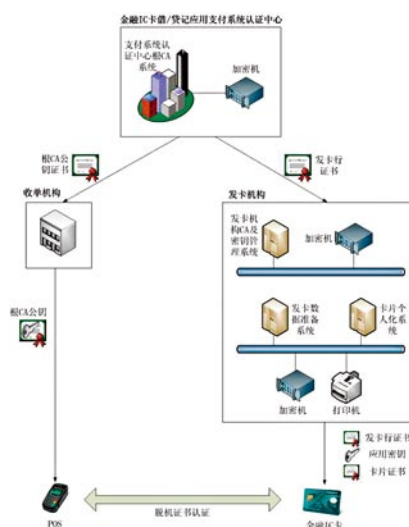 金融IC卡借/贷记应用支付系统认证中心
支付系统认
证中心根CA
系统
加密机
根CA公
钥证书
发卡行
证书
收单机构
发卡机构
发卡机
构CA及
密钥管
理系统
加密机
根CA公钥
发卡数
据准备
系统
卡片个
人化系
统
加密机
打印机
发卡行证书
应用密钥
卡片证书
脱机证书认证
POS
金融IC卡